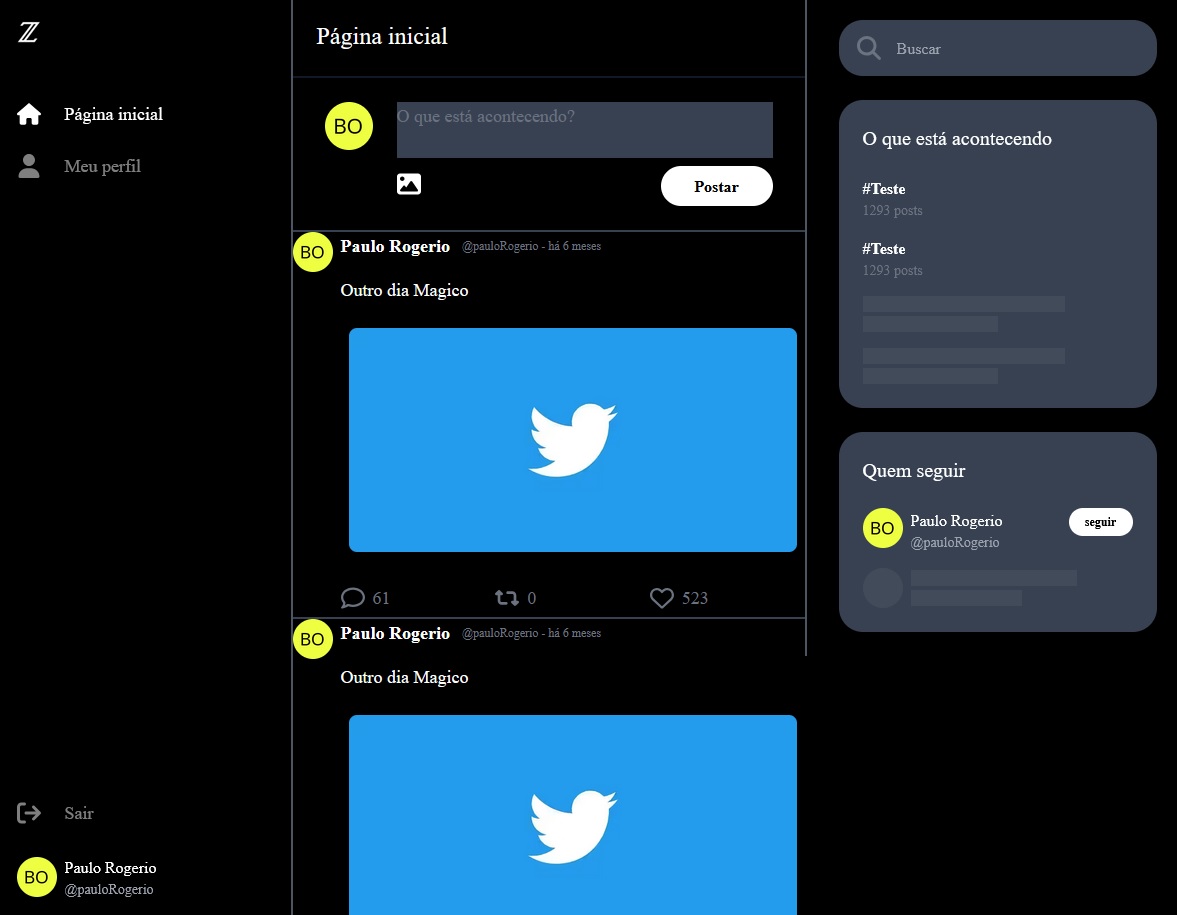 ℤ
Página inicial
Meu perfil
Sair
BO
Paulo Rogerio
@pauloRogerio
Página inicial
BO
O que está acontecendo?
Postar
BO
Paulo Rogerio @pauloRogerio - há 6 meses
Outro dia Magico
61 0 523
BO
Paulo Rogerio @pauloRogerio - há 6 meses
Outro dia Magico
Buscar
O que está acontecendo
#Teste
1293 posts
#Teste
1293 posts
Quem seguir
BO
Paulo Rogerio
@pauloRogerio
seguir